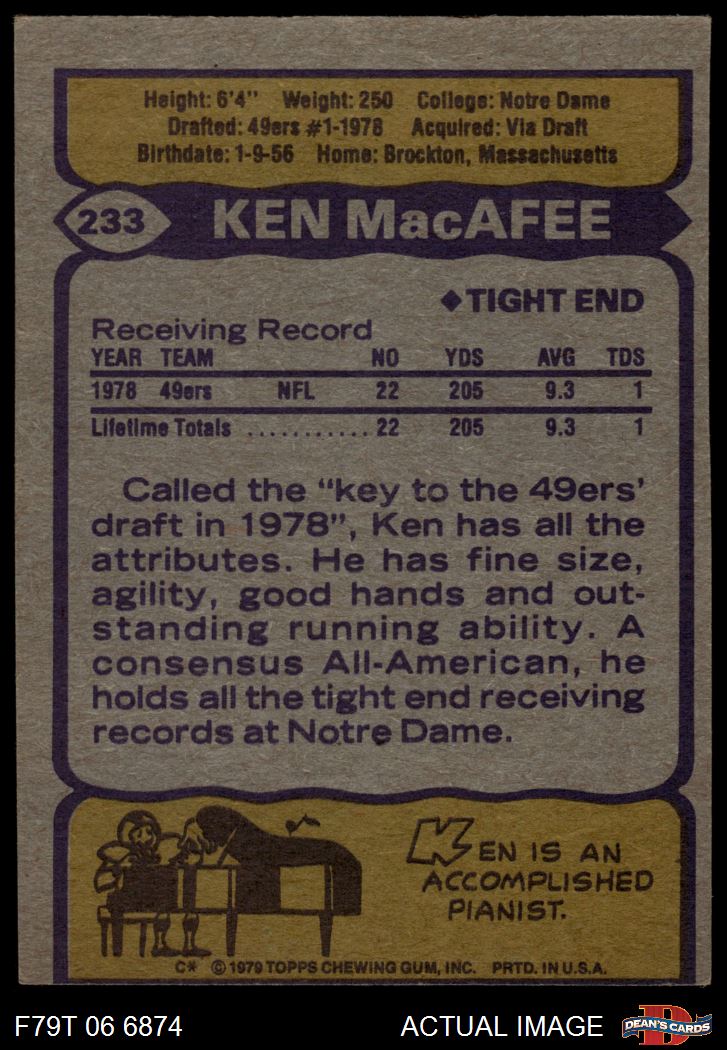 Height: 6'4" Weight: 250 College: Notre Dame
Drafted: 49ers #1-1978 Acquired: Via Draft
Birthdate: 1-9-56 Home: Brockton, Massachusetts
233 KEN MacAFEE
◆TIGHT END
Receiving Record
YEAR TEAM NO YDS AVG TDS
1978 49ers NFL 22 205 9.3 1
Lifetime Totals ........... 22 205 9.3 1
Called the "key to the 49ers'
draft in 1978", Ken has all the
attributes. He has fine size,
agility, good hands and out-
standing running ability. A
consensus All-American, he
holds all the tight end receiving
records at Notre Dame.
KEN IS AN
ACCOMPLISHED
PIANIST.
C* © 1979 TOPPS CHEWING GUM, INC. PRTD. IN U.S.A.
F79T 06 6874 ACTUAL IMAGE D DEAN'S CARDS